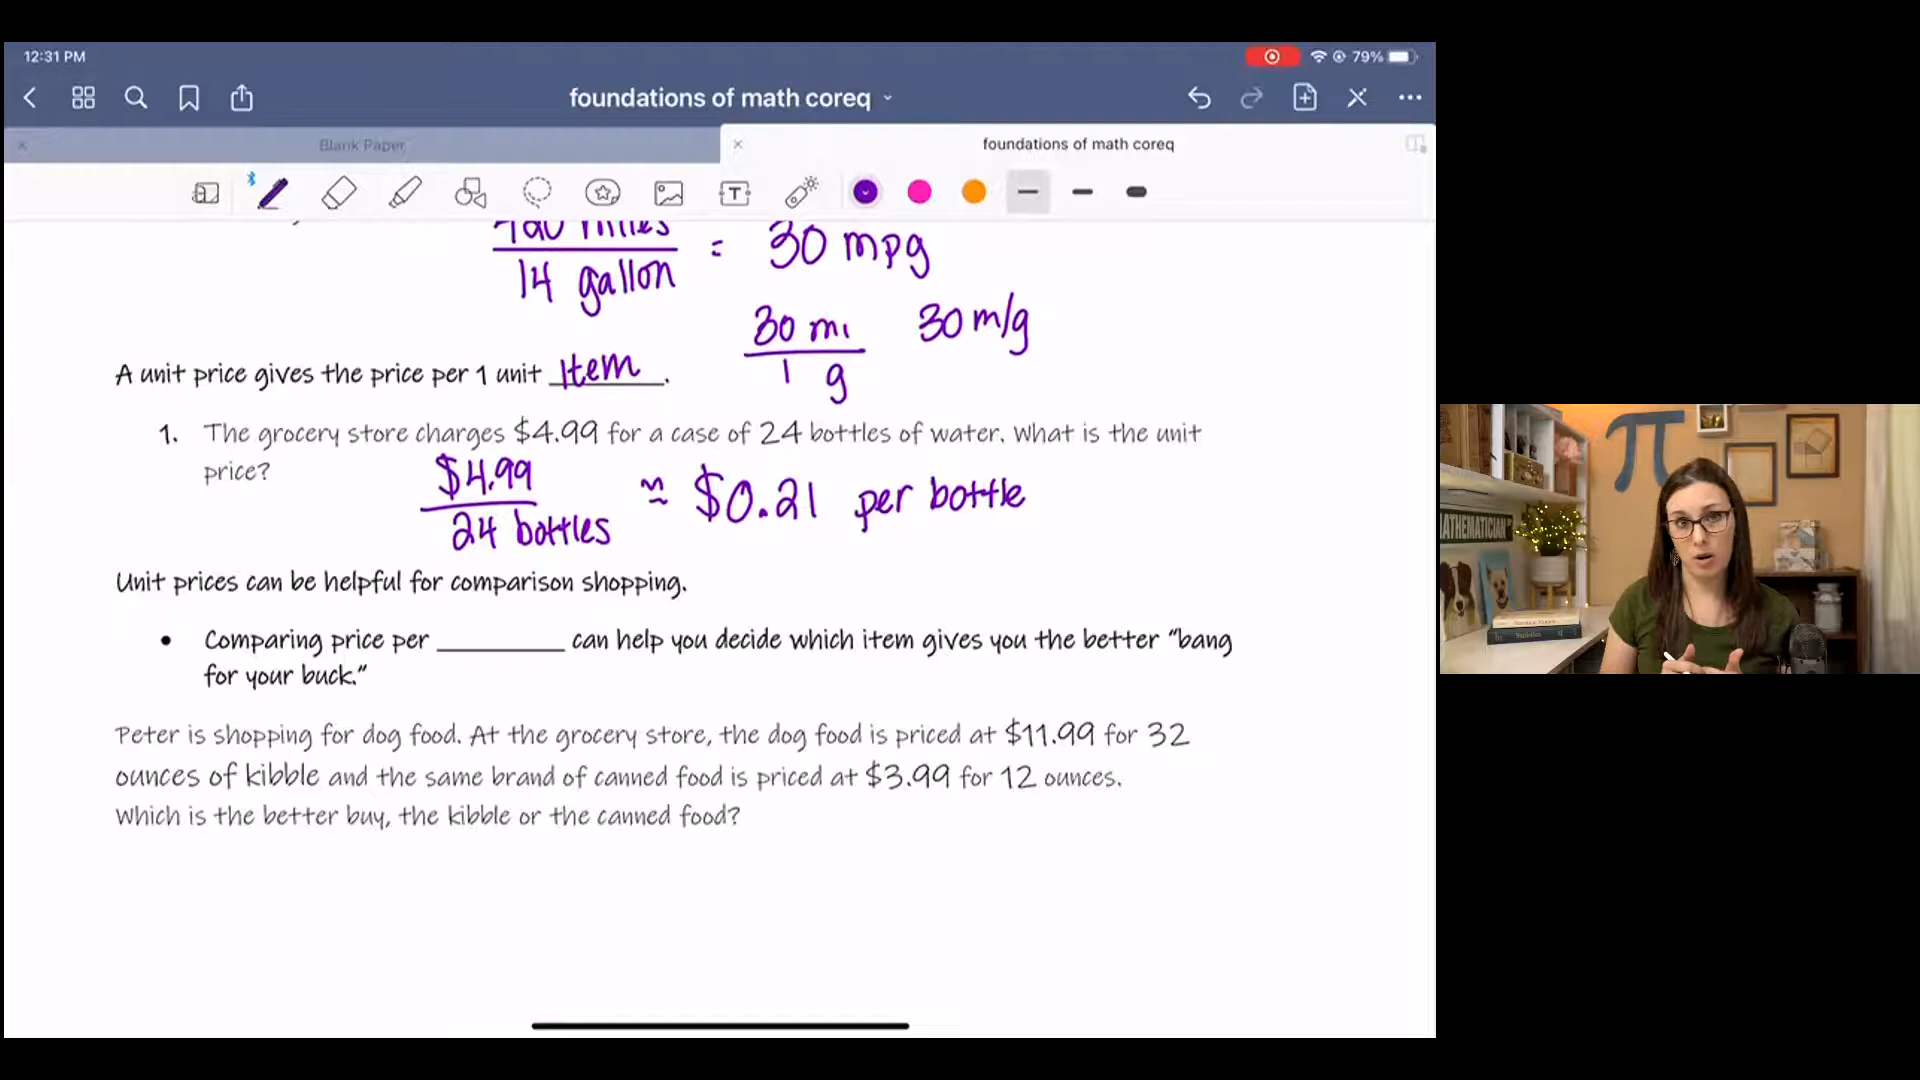 12:31 PM
79%
foundations of math coreq
Blank Paper
foundations of math coreq
miles = 30 mpg
14 gallon
30 mi 30 m/g
1 g
A unit price gives the price per 1 unit Item.
1. The grocery store charges $4.99 for a case of 24 bottles of water. What is the unit
price?
$4.99
24 bottles ≈ $0.21 per bottle
Unit prices can be helpful for comparison shopping.
• Comparing price per __________ can help you decide which item gives you the better “bang
for your buck.”
Peter is shopping for dog food. At the grocery store, the dog food is priced at $11.99 for 32
ounces of kibble and the same brand of canned food is priced at $3.99 for 12 ounces.
Which is the better buy, the kibble or the canned food?
MATHEMATICIAN
Statistics